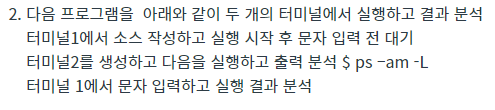 2. 다음 프로그램을 아래와 같이 두 개의 터미널에서 실행하고 결과 분석
터미널1에서 소스 작성하고 실행 시작 후 문자 입력 전 대기
터미널2를 생성하고 다음을 실행하고 출력 분석 $ ps –am -L
터미널 1에서 문자 입력하고 실행 결과 분석